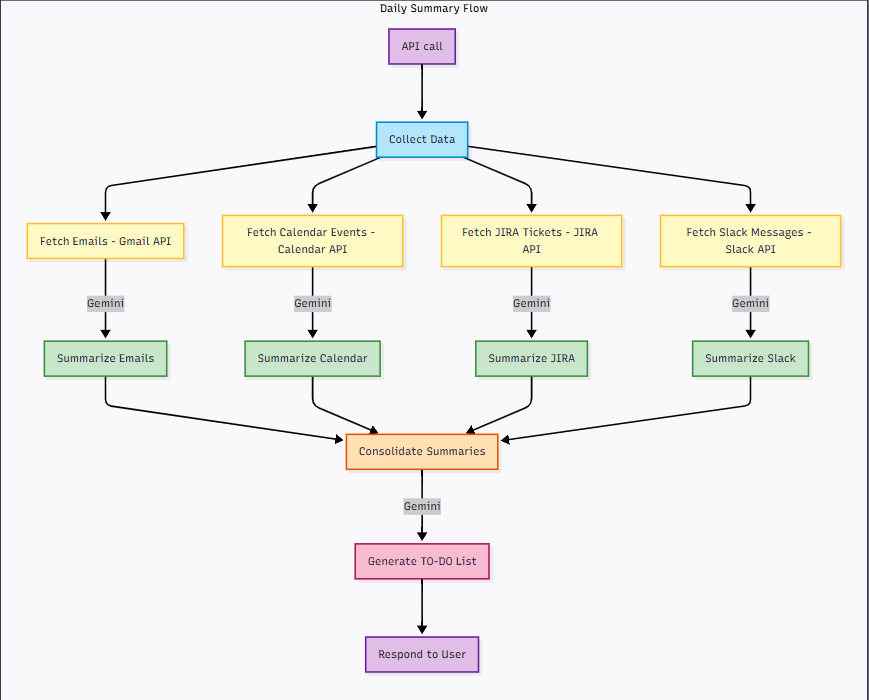 Daily Summary Flow
API call
Collect Data
Fetch Emails - Gmail API
Fetch Calendar Events -
Calendar API
Fetch JIRA Tickets - JIRA
API
Fetch Slack Messages -
Slack API
Gemini
Gemini
Gemini
Gemini
Summarize Emails
Summarize Calendar
Summarize JIRA
Summarize Slack
Consolidate Summaries
Gemini
Generate TO-DO List
Respond to User